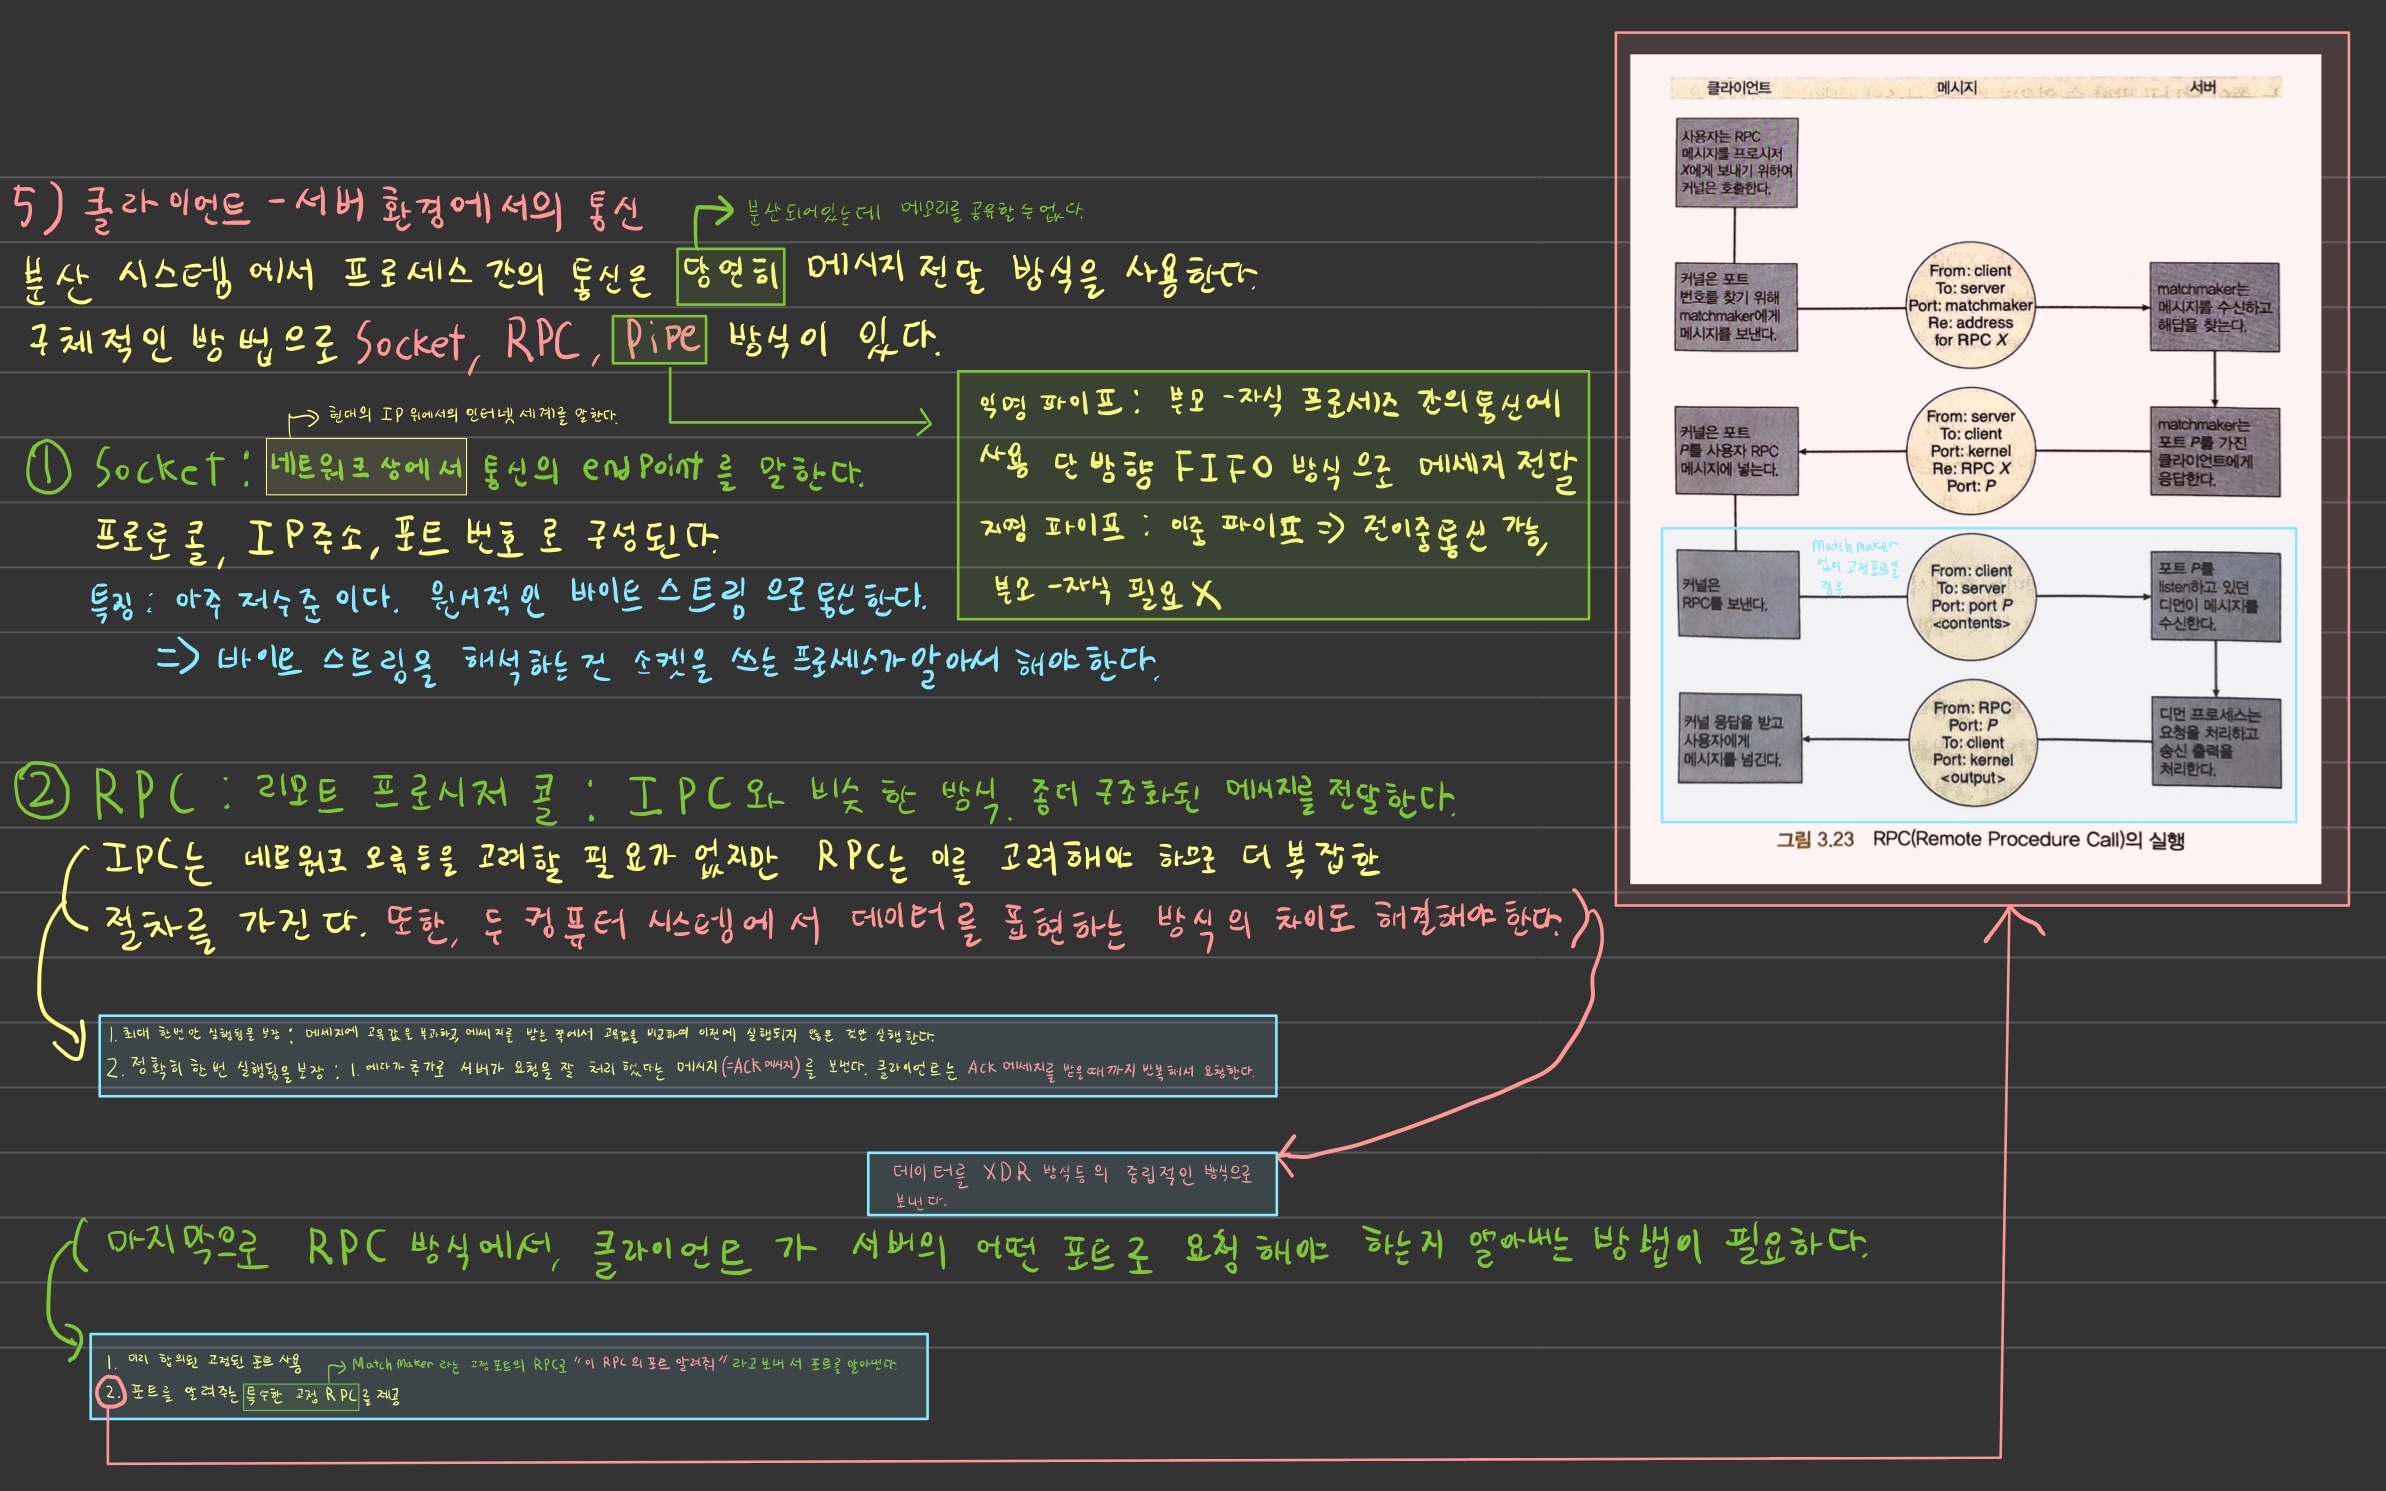 5) 클라이언트 - 서버 환경에서의 통신
분산되어있는데 메모리를 공유할 수 없다.
분산 시스템에서 프로세스 간의 통신은 당연히 메시지 전달 방식을 사용한다.
구체적인 방법으로 Socket, RPC, Pipe 방식이 있다.
익명 파이프 : 부모 -자식 프로세스 간의 통신에
사용 단방향 FIFO 방식으로 메세지 전달
지명 파이프 : 이중 파이프 => 전이중통신 가능,
부모 -자식 필요 X
현대의 IP 위에서의 인터넷 세계를 말한다.
① Socket : 네트워크 상에서 통신의 endpoint를 말한다.
프로토콜, IP주소, 포트 번호로 구성된다.
특징 : 아주 저수준이다. 원시적인 바이트 스트림으로 통신한다.
=> 바이트 스트림을 해석하는건 소켓을 쓰는 프로세스가 알아서 해야한다.
② RPC : 리모트 프로시저 콜 : IPC와 비슷한 방식. 좀더 구조화된 메시지를 전달한다.
IPC는 네트워크 오류등을 고려할 필요가 없지만 RPC는 이를 고려해야 하므로 더 복잡한
절차를 가진다. 또한, 두 컴퓨터 시스템에서 데이터를 표현하는 방식의 차이도 해결해야한다.
1. 최대 한번만 실행됨을 보장 : 메세지에 고유값을 부과하고, 메세지를 받는 쪽에서 고유값을 비교하여 이전에 실행되지 않은 것만 실행한다.
2. 정확히 한번 실행됨을 보장 : 1. 에다가 추가로 서버가 요청을 잘 처리 했다는 메시지(=ACK 메시지)를 보낸다. 클라이언트는 ACK 메세지를 받을때까지 반복해서 요청한다.
데이터를 XDR 방식등의 중립적인 방식으로
보낸다.
마지막으로 RPC 방식에서, 클라이언트가 서버의 어떤 포트로 요청해야 하는지 알아내는 방법이 필요하다.
1. 미리 합의된 고정된 포트 사용
Match Maker 라는 고정 포트의 RPC로 "이 RPC의 포트 알려줘" 라고 보내서 포트를 알아낸다.
2. 포트를 알려주는 특수한 고정 RPC를 제공
클라이언트 메시지 서버
사용자는 RPC
메시지를 프로시저
X에게 보내기 위하여
커널은 호출한다.
커널은 포트
번호를 찾기 위해
matchmaker에게
메시지를 보낸다.
From: client
To: server
Port: matchmaker
Re: address
for RPC X
matchmaker는
메시지를 수신하고
해답을 찾는다.
커널은 포트
P를 사용자 RPC
메시지에 넣는다.
From: server
To: client
Port: kernel
Re: RPC X
Port: P
matchmaker는
포트 P를 가진
클라이언트에게
응답한다.
Match maker
없이 고정포트일
경우
커널은
RPC를 보낸다.
From: client
To: server
Port: port P
<contents>
포트 P를
listen하고 있던
디먼이 메시지를
수신한다.
커널 응답을 받고
사용자에게
메시지를 넘긴다.
From: RPC
Port: P
To: client
Port: kernel
<output>
디먼 프로세스는
요청을 처리하고
송신 출력을
처리한다.
그림 3.23 RPC(Remote Procedure Call)의 실행